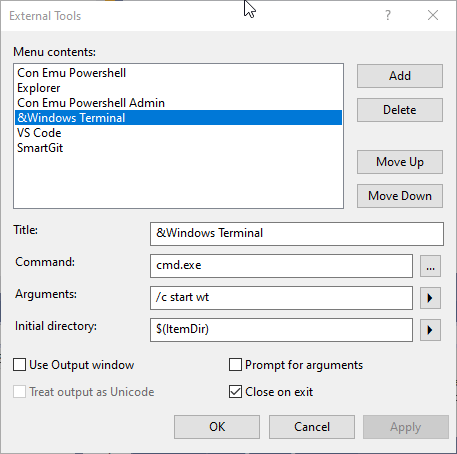 External Tools
Menu contents:
Con Emu Powershell
Explorer
Con Emu Powershell Admin
&Windows Terminal
VS Code
SmartGit
Add
Delete
Move Up
Move Down
Title: &Windows Terminal
Command: cmd.exe ...
Arguments: /c start wt
Initial directory: $(ItemDir)
Use Output window Prompt for arguments
Treat output as Unicode Close on exit
OK Cancel Apply